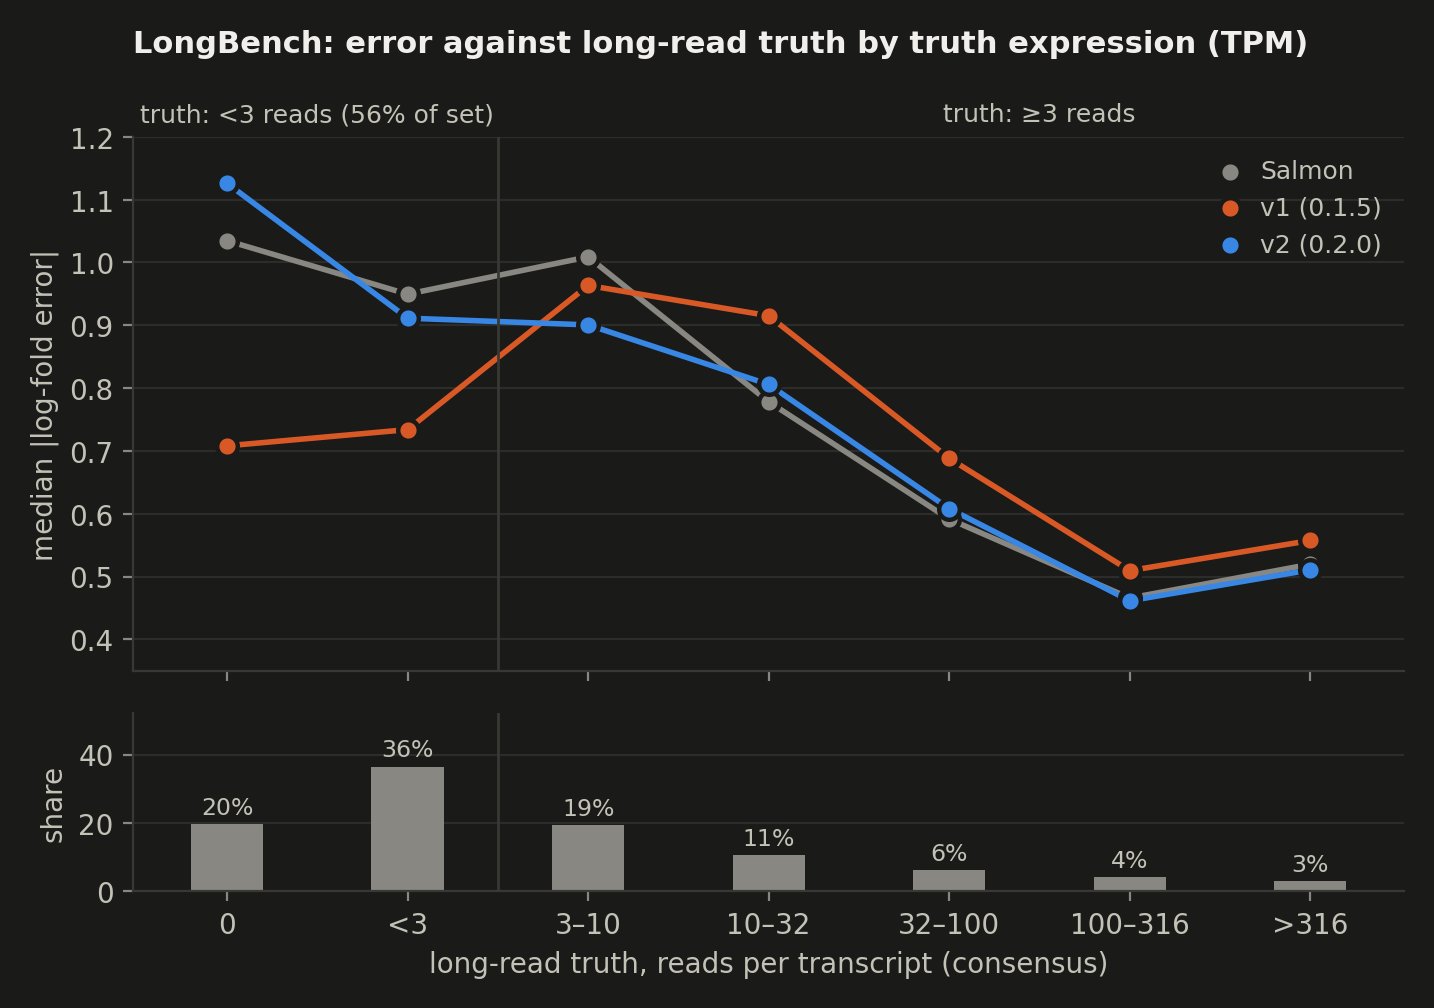 LongBench: error against long-read truth by truth expression (TPM)
truth: <3 reads (56% of set)
truth: ≥3 reads
1.2
1.1
1.0
0.9
0.8
0.7
0.6
0.5
0.4
median |log-fold error|
Salmon
v1 (0.1.5)
v2 (0.2.0)
40
20
0
share
20%
36%
19%
11%
6%
4%
3%
0
<3
3–10
10–32
32–100
100–316
>316
long-read truth, reads per transcript (consensus)